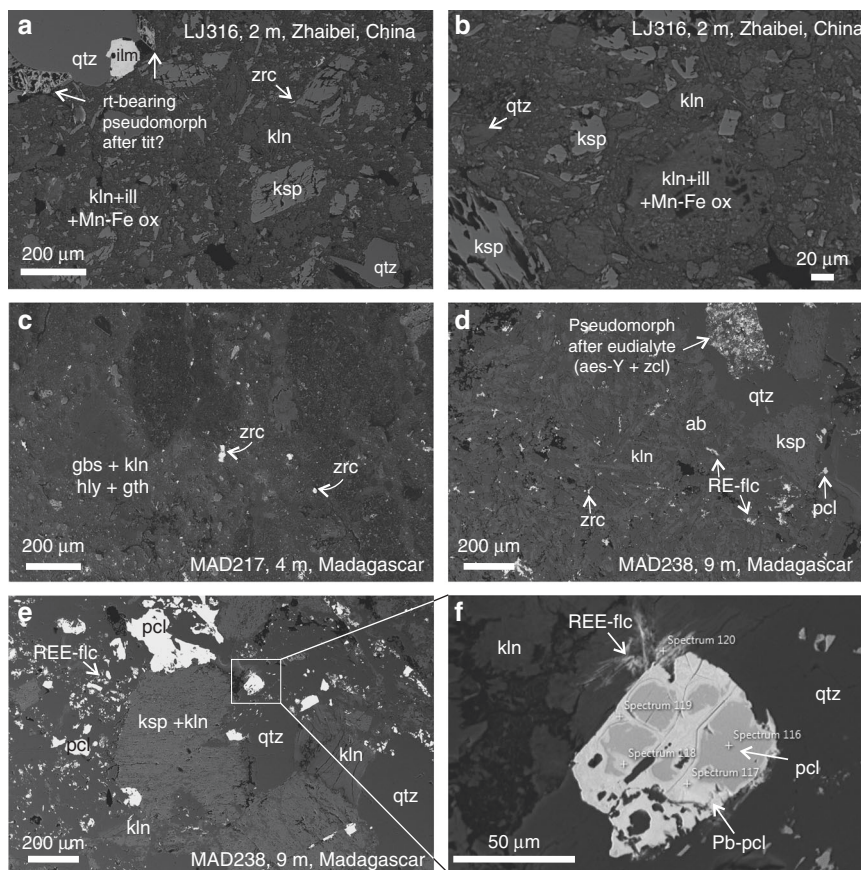 a
LJ316, 2 m, Zhaibei, China
qtz
ilm
zrc
rt-bearing
pseudomorph
after tit?
kln
ksp
kln+ill
+Mn-Fe ox
200 μm
qtz
b
LJ316, 2 m, Zhaibei, China
kln
qtz
ksp
kln+ill
+Mn-Fe ox
ksp
20 μm
c
zrc
gbs + kln
hly + gth
zrc
200 μm
MAD217, 4 m, Madagascar
d
Pseudomorph
after eudialyte
(aes-Y + zcl)
qtz
ab
ksp
kln
RE-flc
pcl
zrc
200 μm
MAD238, 9 m, Madagascar
e
pcl
REE-flc
ksp +kln
pcl
qtz
kln
qtz
kln
200 μm
MAD238, 9 m, Madagascar
f
REE-flc
kln
Spectrum 120
qtz
Spectrum 119
Spectrum 116
Spectrum 118
pcl
Spectrum 117
Pb-pcl
50 μm